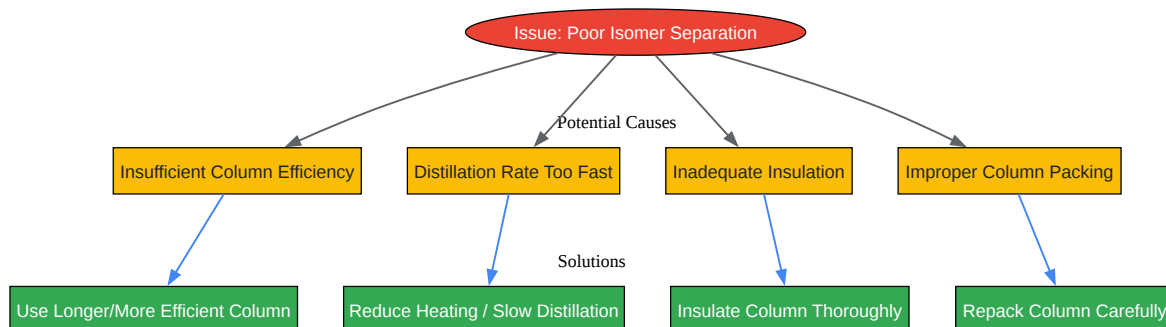 Issue: Poor Isomer Separation
Potential Causes
Insufficient Column Efficiency
Distillation Rate Too Fast
Inadequate Insulation
Improper Column Packing
Solutions
Use Longer/More Efficient Column
Reduce Heating / Slow Distillation
Insulate Column Thoroughly
Repack Column Carefully